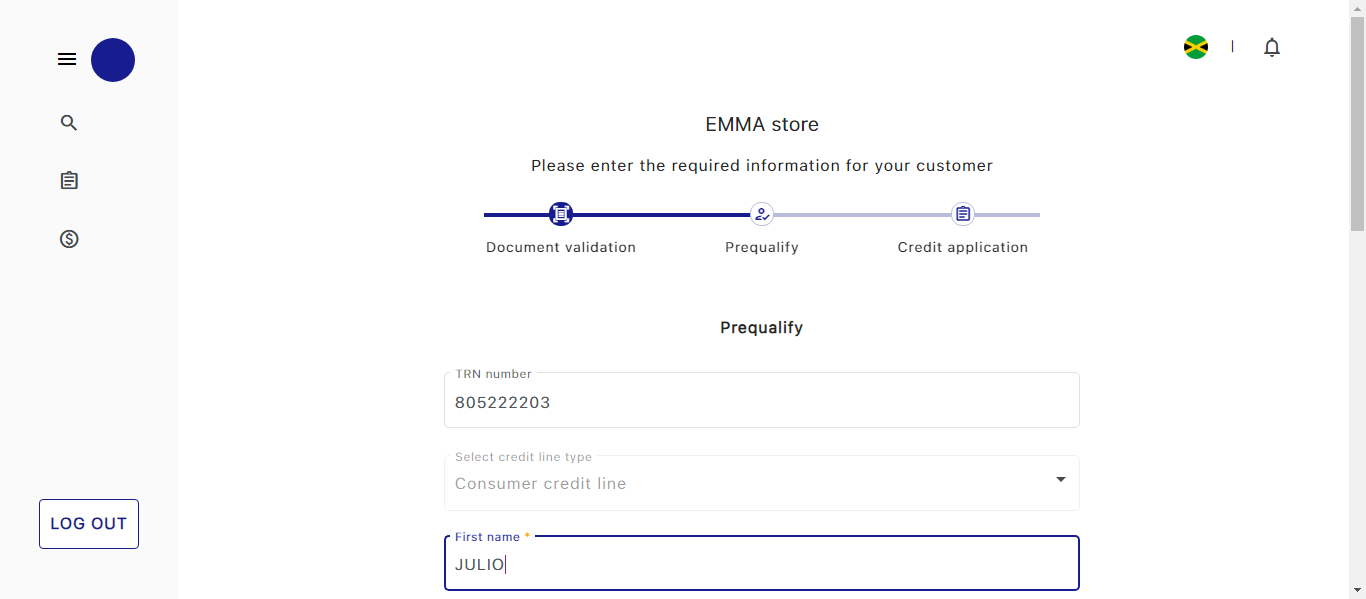 EMMA store
Please enter the required information for your customer
Document validation
Prequalify
Credit application
Prequalify
TRN number
805222203
Select credit line type
Consumer credit line
First name *
JULIO
LOG OUT